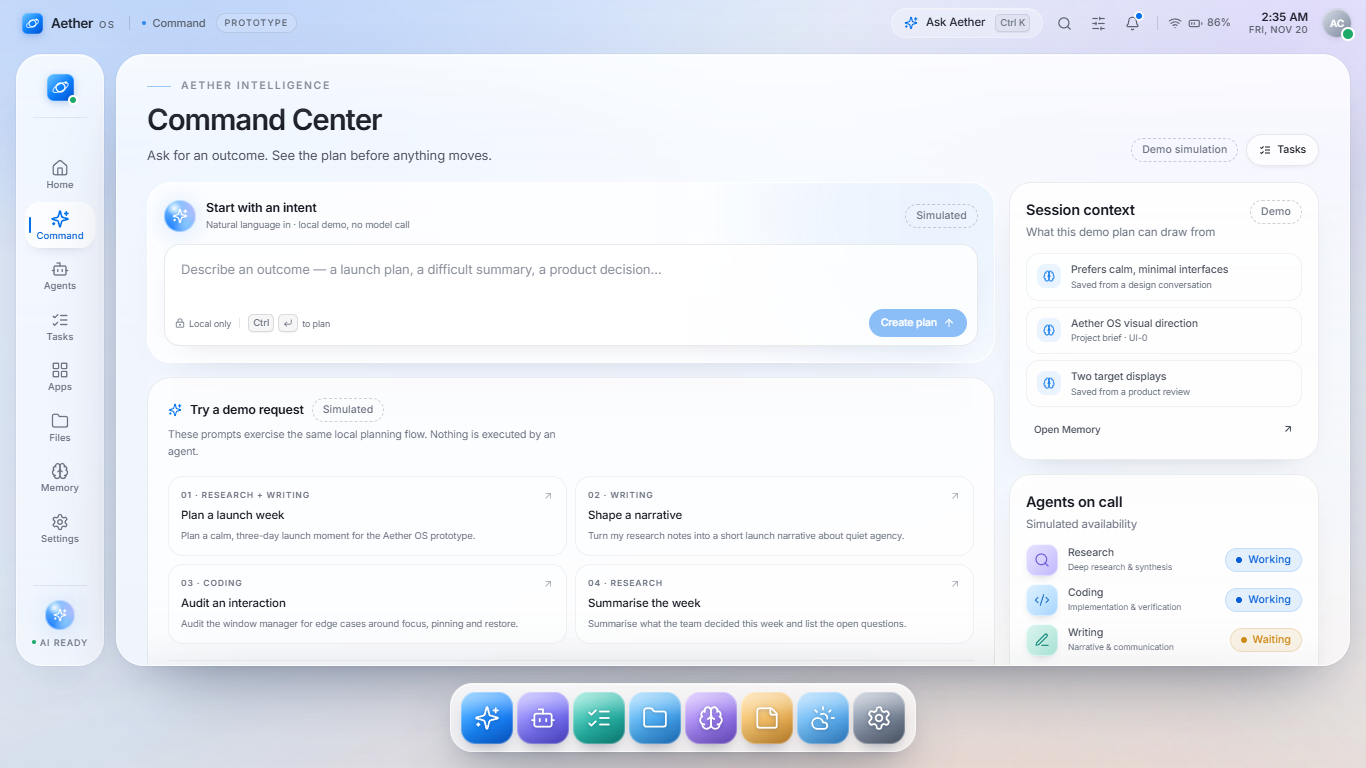 Aether OS
Command
PROTOTYPE
Ask Aether
Ctrl K
86%
2:35 AM
FRI, NOV 20
AC
Home
Command
Agents
Tasks
Apps
Files
Memory
Settings
AI READY
AETHER INTELLIGENCE
Command Center
Ask for an outcome. See the plan before anything moves.
Demo simulation
Tasks
Start with an intent
Natural language in · local demo, no model call
Simulated
Describe an outcome — a launch plan, a difficult summary, a product decision...
Local only
Ctrl ↵ to plan
Create plan ↑
Try a demo request
Simulated
These prompts exercise the same local planning flow. Nothing is executed by an
agent.
01 · RESEARCH + WRITING
Plan a launch week
Plan a calm, three-day launch moment for the Aether OS prototype.
02 · WRITING
Shape a narrative
Turn my research notes into a short launch narrative about quiet agency.
03 · CODING
Audit an interaction
Audit the window manager for edge cases around focus, pinning and restore.
04 · RESEARCH
Summarise the week
Summarise what the team decided this week and list the open questions.
Session context
Demo
What this demo plan can draw from
Prefers calm, minimal interfaces
Saved from a design conversation
Aether OS visual direction
Project brief · UI-0
Two target displays
Saved from a product review
Open Memory
Agents on call
Simulated availability
Research
Deep research & synthesis
Working
Coding
Implementation & verification
Working
Writing
Narrative & communication
Waiting